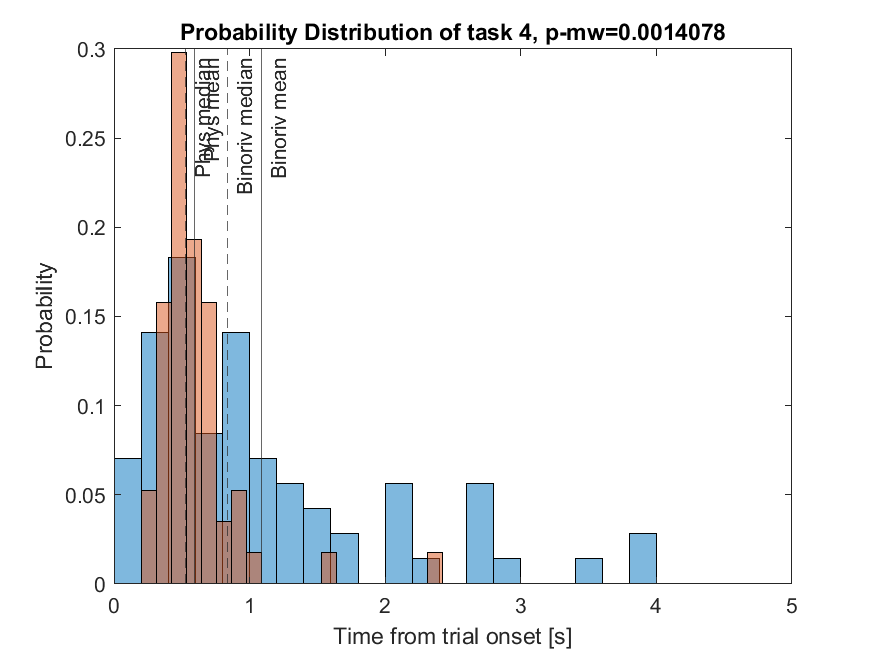 Probability Distribution of task 4, p-mw=0.0014078
0.3
0.25
0.2
0.15
0.1
0.05
0
Probability
Phys median
Phys mean
Binoriv median
Binoriv mean
0
1
2
3
4
5
Time from trial onset [s]